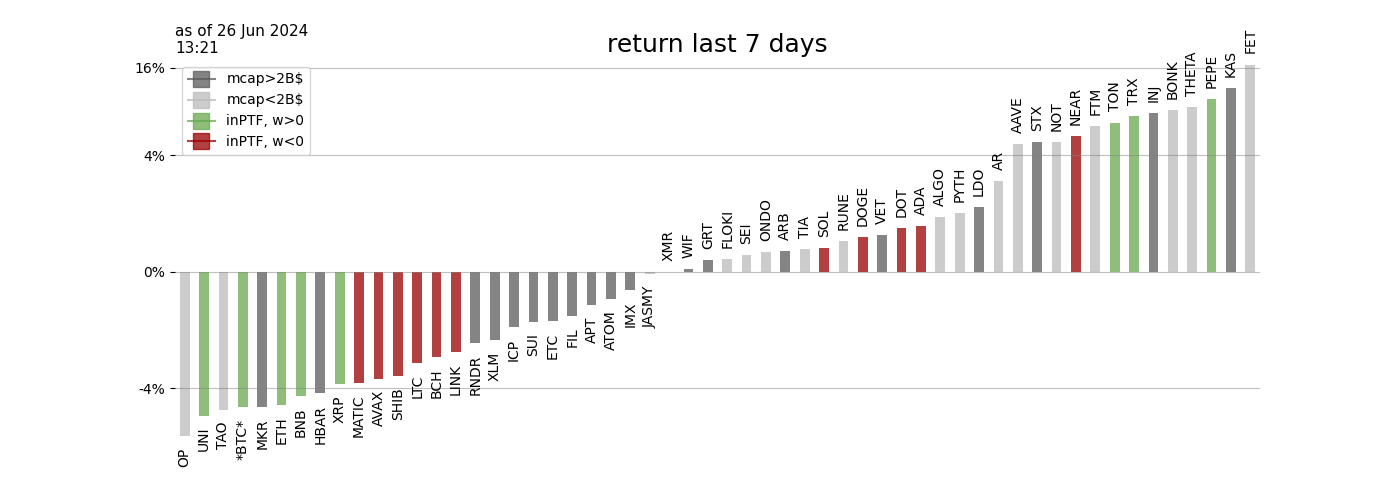 as of 26 Jun 2024
13:21
return last 7 days
16%
4%
0%
-4%
mcap>2B$
mcap<2B$
inPTF, w>0
inPTF, w<0
OP
UNI
TAO
*BTC*
MKR
ETH
BNB
HBAR
XRP
MATIC
AVAX
SHIB
LTC
BCH
LINK
RNDR
XLM
ICP
SUI
ETC
FIL
APT
ATOM
IMX
JASMY
XMR
WIF
GRT
FLOKI
SEI
ONDO
ARB
TIA
SOL
RUNE
DOGE
VET
DOT
ADA
ALGO
PYTH
LDO
AR
AAVE
STX
NOT
NEAR
FTM
TON
TRX
INJ
BONK
THETA
PEPE
KAS
FET